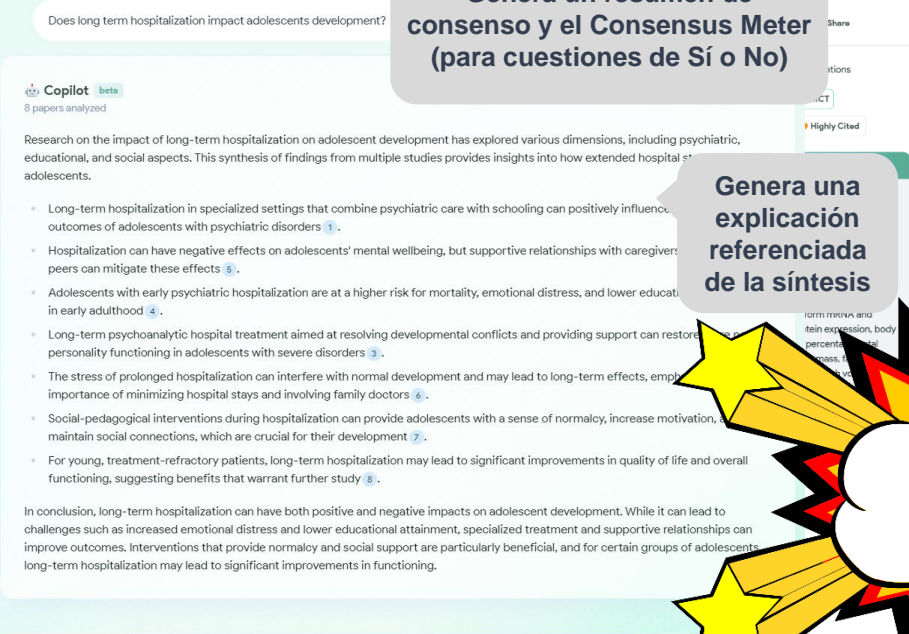 Does long term hospitalization impact adolescents development?
consenso y el Consensus Meter
(para cuestiones de Sí o No)
Share
Copilot beta
8 papers analyzed
CT
Highly Cited
Research on the impact of long-term hospitalization on adolescent development has explored various dimensions, including psychiatric,
educational, and social aspects. This synthesis of findings from multiple studies provides insights into how extended hospital
adolescents.
Genera una
explicación
referenciada
de la síntesis
Long-term hospitalization in specialized settings that combine psychiatric care with schooling can positively influence
outcomes of adolescents with psychiatric disorders 1 .
Hospitalization can have negative effects on adolescents' mental wellbeing, but supportive relationships with caregivers
peers can mitigate these effects 5 .
Adolescents with early psychiatric hospitalization are at a higher risk for mortality, emotional distress, and lower
in early adulthood 4 .
Long-term psychoanalytic hospital treatment aimed at resolving developmental conflicts and providing support can restore
personality functioning in adolescents with severe disorders 3 .
The stress of prolonged hospitalization can interfere with normal development and may lead to long-term effects,
importance of minimizing hospital stays and involving family doctors 6 .
Social-pedagogical interventions during hospitalization can provide adolescents with a sense of normalcy, increase motivation,
maintain social connections, which are crucial for their development 7 .
For young, treatment-refractory patients, long-term hospitalization may lead to significant improvements in quality of life and overall
functioning, suggesting benefits that warrant further study 8 .
In conclusion, long-term hospitalization can have both positive and negative impacts on adolescent development. While it can lead to
challenges such as increased emotional distress and lower educational attainment, specialized treatment and supportive relationships can
improve outcomes. Interventions that provide normalcy and social support are particularly beneficial, and for certain groups of adolescents
long-term hospitalization may lead to significant improvements in functioning.
mRNA and
expression, body